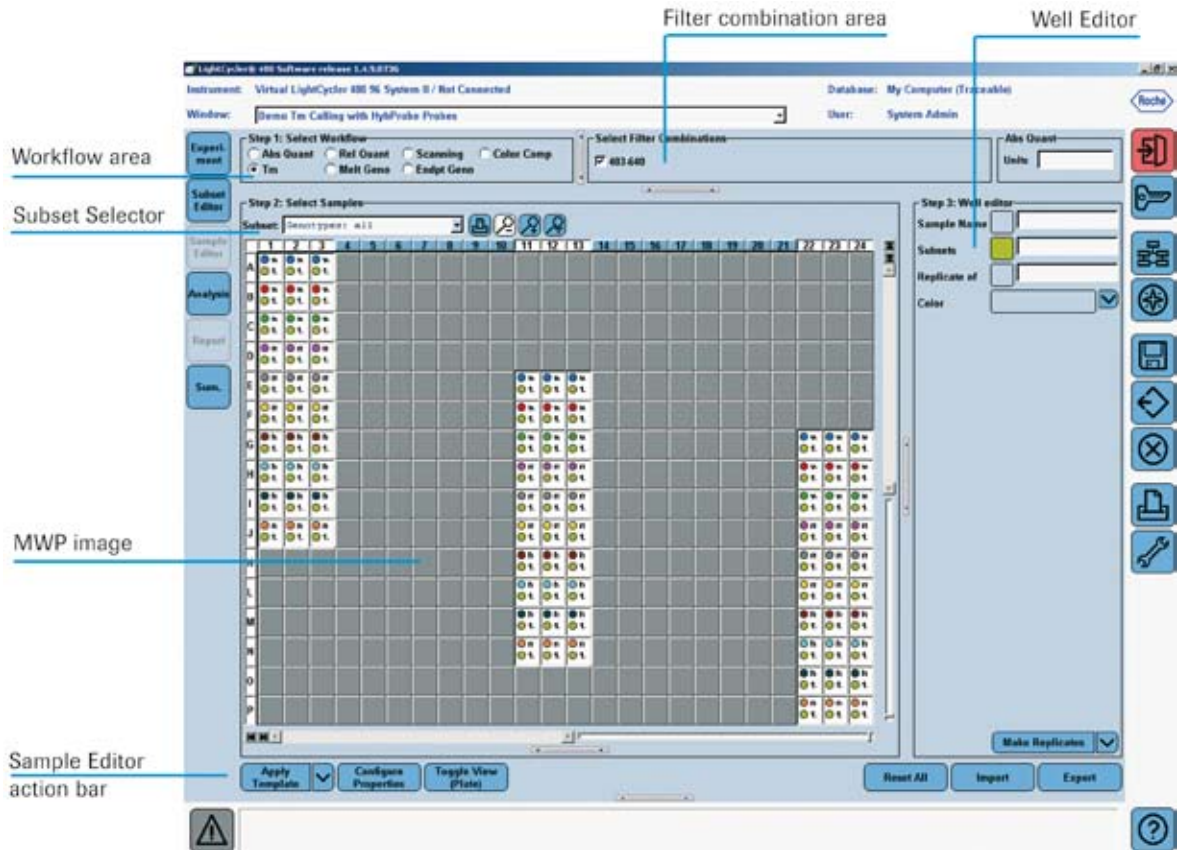 Filter combination area
Well Editor
LightCycler® 480 Software release 1.4.9.0736
Instrument: Virtual LightCycler 480 96 System II / Not Connected
Database: My Computer (Traceable)
Window: Demo Tm Calling with HybProbe Probes
User: System Admin
Roche
Workflow area
Experi-
ment
Step 1: Select Workflow
Abs Quant Rel Quant Scanning Color Comp
Tm Melt Geno Endpt Geno
Select Filter Combinations
483-640
Abs Quant
Units
Subset Selector
Subset
Editor
Sample
Editor
Analysis
Report
Sum.
Step 2: Select Samples
Subset: Genotypes: all
1 2 3 4 5 6 7 8 9 10 11 12 13 14 15 16 17 18 19 20 21 22 23 24
A
B
C
D
E
F
G
H
I
J
K
L
M
N
O
P
Step 3: Well editor
Sample Name
Subsets
Replicate of
Color
MWP image
Make Replicates
Sample Editor
action bar
Apply
Template
Configure
Properties
Toggle View
(Plate)
Reset All
Import
Export